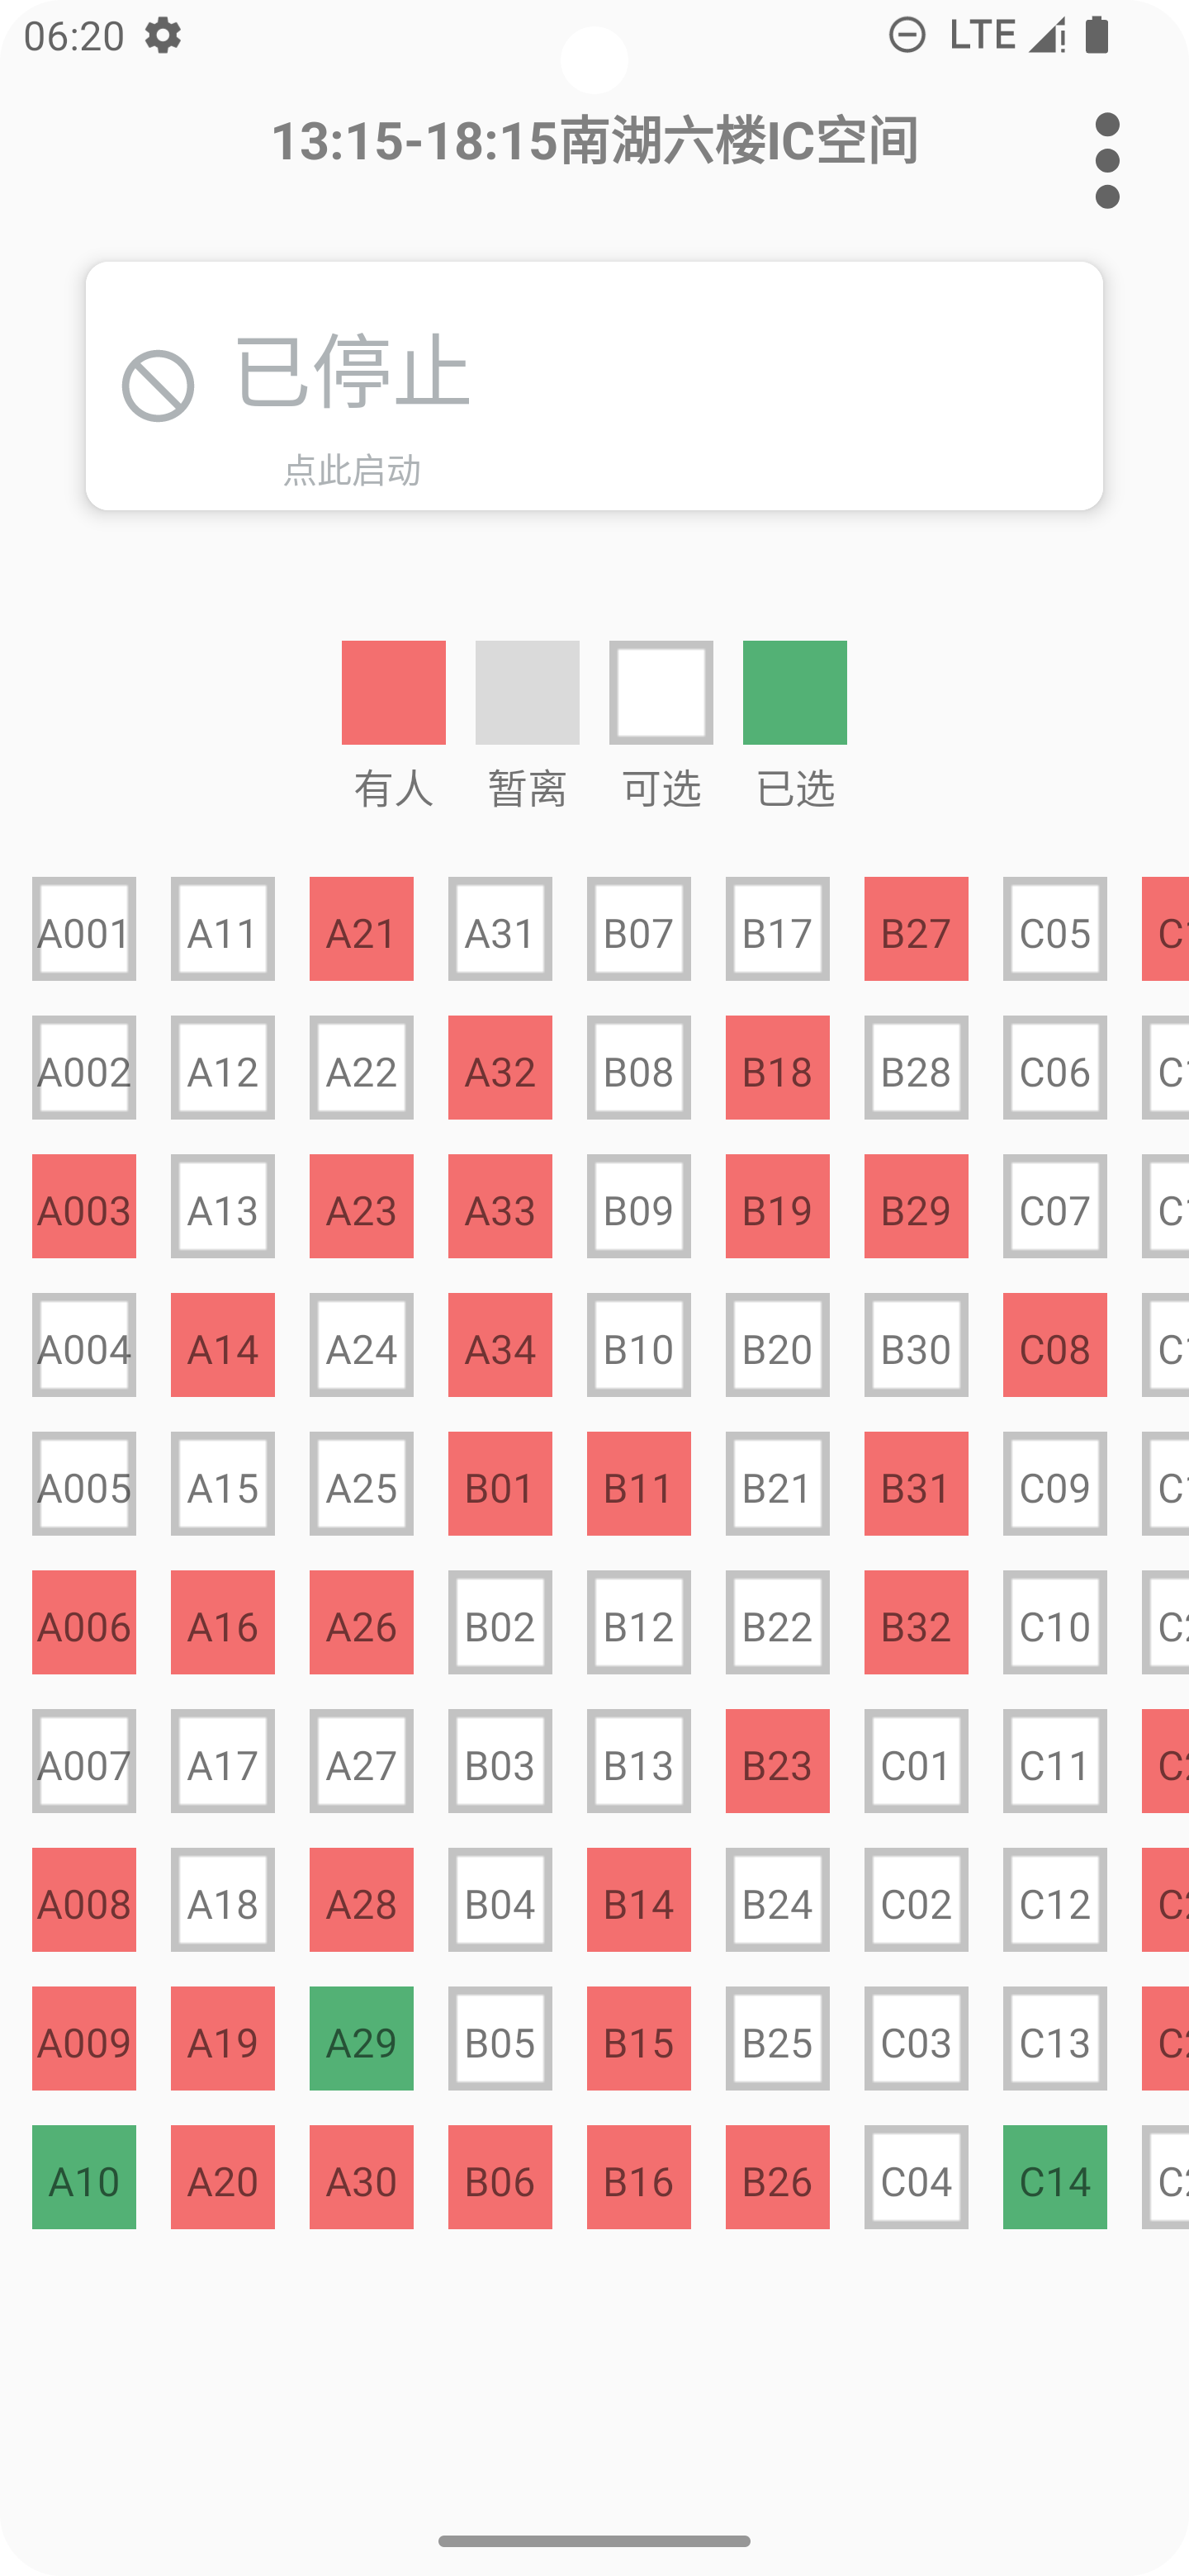 06:20 LTE
13:15-18:15南湖六楼IC空间
已停止
点此启动
有人 暂离 可选 已选
A001 A11 A21 A31 B07 B17 B27 C05
A002 A12 A22 A32 B08 B18 B28 C06
A003 A13 A23 A33 B09 B19 B29 C07
A004 A14 A24 A34 B10 B20 B30 C08
A005 A15 A25 B01 B11 B21 B31 C09
A006 A16 A26 B02 B12 B22 B32 C10
A007 A17 A27 B03 B13 B23 C01 C11
A008 A18 A28 B04 B14 B24 C02 C12
A009 A19 A29 B05 B15 B25 C03 C13
A10 A20 A30 B06 B16 B26 C04 C14